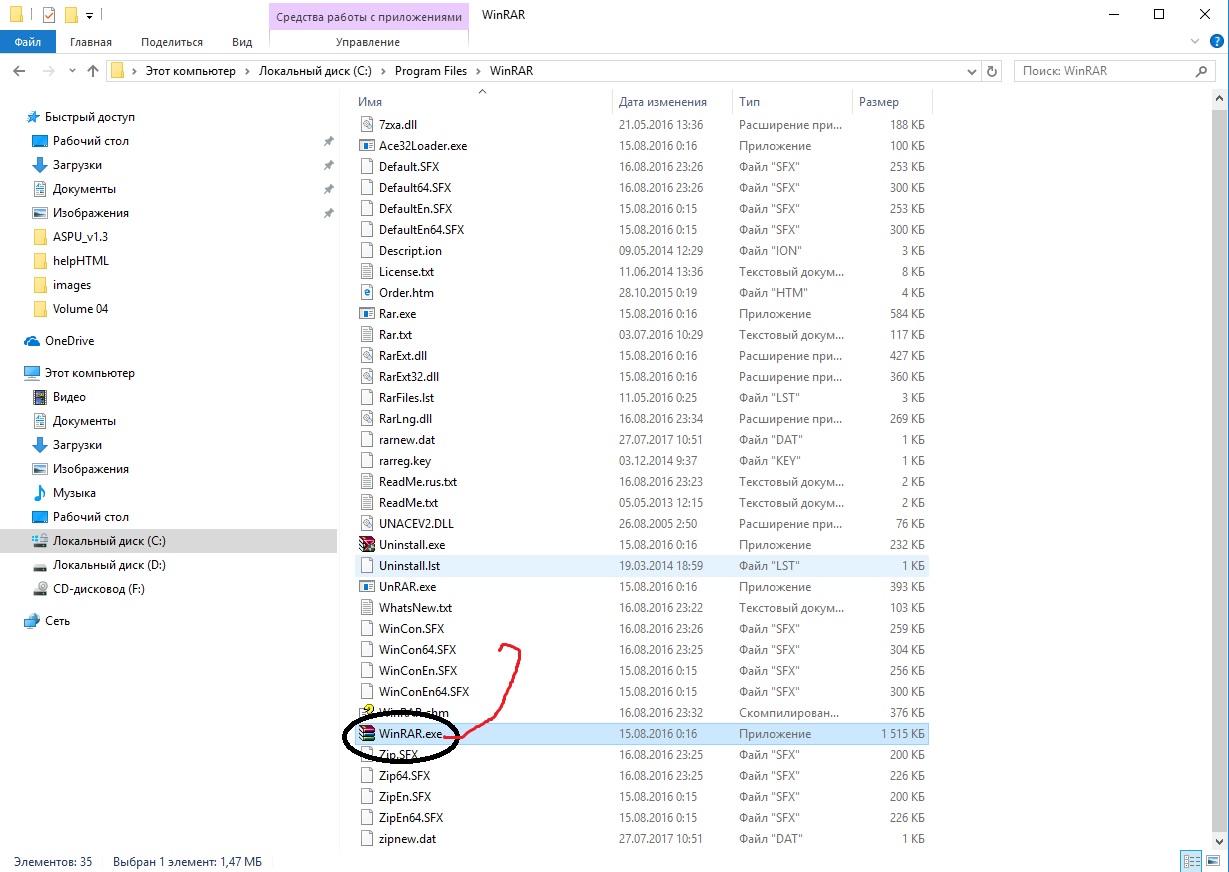 Средства работы с приложениями WinRAR
Файл Главная Поделиться Вид Управление
Этот компьютер Локальный диск (C:) Program Files WinRAR Поиск: WinRAR
Имя Дата изменения Тип Размер
Быстрый доступ
Рабочий стол
Загрузки
Документы
Изображения
ASPU_v1.3
helpHTML
images
Volume 04
OneDrive
Этот компьютер
Видео
Документы
Загрузки
Изображения
Музыка
Рабочий стол
Локальный диск (C:)
Локальный диск (D:)
CD-дисковод (F:)
Сеть
7zxa.dll 21.05.2016 13:36 Расширение при... 188 КБ
Ace32Loader.exe 15.08.2016 0:16 Приложение 100 КБ
Default.SFX 16.08.2016 23:26 Файл "SFX" 253 КБ
Default64.SFX 16.08.2016 23:26 Файл "SFX" 300 КБ
DefaultEn.SFX 15.08.2016 0:15 Файл "SFX" 253 КБ
DefaultEn64.SFX 15.08.2016 0:15 Файл "SFX" 300 КБ
Descript.ion 09.05.2014 12:29 Файл "ION" 3 КБ
License.txt 11.06.2014 13:36 Текстовый докум... 8 КБ
Order.htm 28.10.2015 0:19 Файл "HTM" 4 КБ
Rar.exe 15.08.2016 0:16 Приложение 584 КБ
Rar.txt 03.07.2016 10:29 Текстовый докум... 117 КБ
RarExt.dll 15.08.2016 0:16 Расширение при... 427 КБ
RarExt32.dll 15.08.2016 0:16 Расширение при... 360 КБ
RarFiles.lst 11.05.2016 0:25 Файл "LST" 3 КБ
RarLng.dll 16.08.2016 23:34 Расширение при... 269 КБ
rarnew.dat 27.07.2017 10:51 Файл "DAT" 1 КБ
rarreg.key 03.12.2014 9:37 Файл "KEY" 1 КБ
ReadMe.rus.txt 16.08.2016 23:23 Текстовый докум... 2 КБ
ReadMe.txt 05.05.2013 12:15 Текстовый докум... 2 КБ
UNACEV2.DLL 26.08.2005 2:50 Расширение при... 76 КБ
Uninstall.exe 15.08.2016 0:16 Приложение 232 КБ
Uninstall.lst 19.03.2014 18:59 Файл "LST" 1 КБ
UnRAR.exe 15.08.2016 0:16 Приложение 393 КБ
WhatsNew.txt 16.08.2016 23:22 Текстовый докум... 103 КБ
WinCon.SFX 16.08.2016 23:26 Файл "SFX" 259 КБ
WinCon64.SFX 16.08.2016 23:25 Файл "SFX" 304 КБ
WinConEn.SFX 15.08.2016 0:15 Файл "SFX" 256 КБ
WinConEn64.SFX 15.08.2016 0:15 Файл "SFX" 300 КБ
WinRAR.chm 16.08.2016 23:32 Скомпилирован... 376 КБ
WinRAR.exe 15.08.2016 0:16 Приложение 1 515 КБ
Zip.SFX 16.08.2016 23:25 Файл "SFX" 200 КБ
Zip64.SFX 16.08.2016 23:25 Файл "SFX" 226 КБ
ZipEn.SFX 15.08.2016 0:15 Файл "SFX" 200 КБ
ZipEn64.SFX 15.08.2016 0:15 Файл "SFX" 226 КБ
zipnew.dat 27.07.2017 10:51 Файл "DAT" 1 КБ
Элементов: 35 Выбран 1 элемент: 1,47 МБ